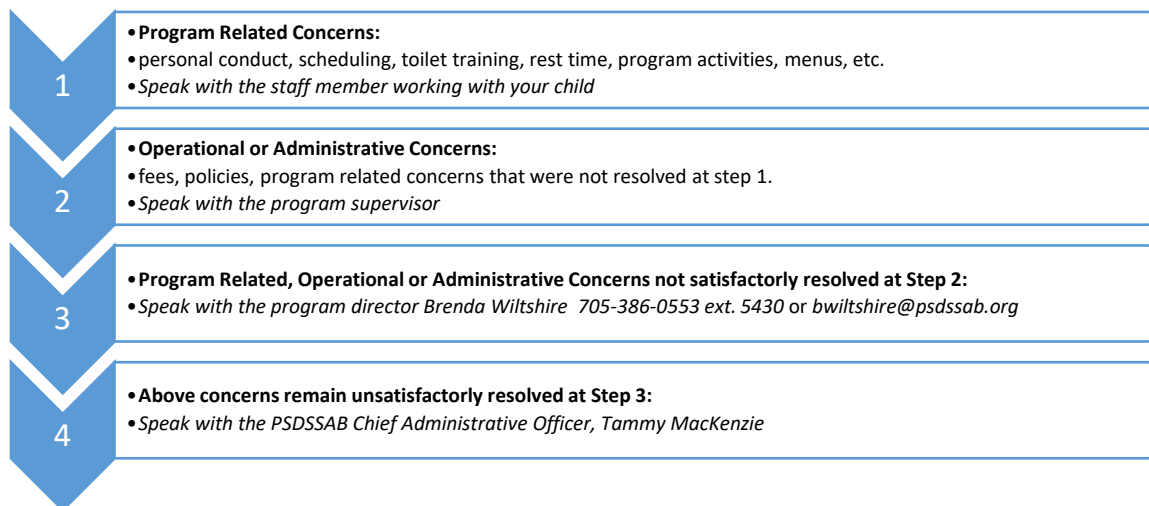 1
•Program Related Concerns:
•personal conduct, scheduling, toilet training, rest time, program activities, menus, etc.
•Speak with the staff member working with your child
2
•Operational or Administrative Concerns:
•fees, policies, program related concerns that were not resolved at step 1.
•Speak with the program supervisor
3
•Program Related, Operational or Administrative Concerns not satisfactorily resolved at Step 2:
•Speak with the program director Brenda Wiltshire 705-386-0553 ext. 5430 or bwiltshire@psdssab.org
4
•Above concerns remain unsatisfactorily resolved at Step 3:
•Speak with the PSDSSAB Chief Administrative Officer, Tammy MacKenzie